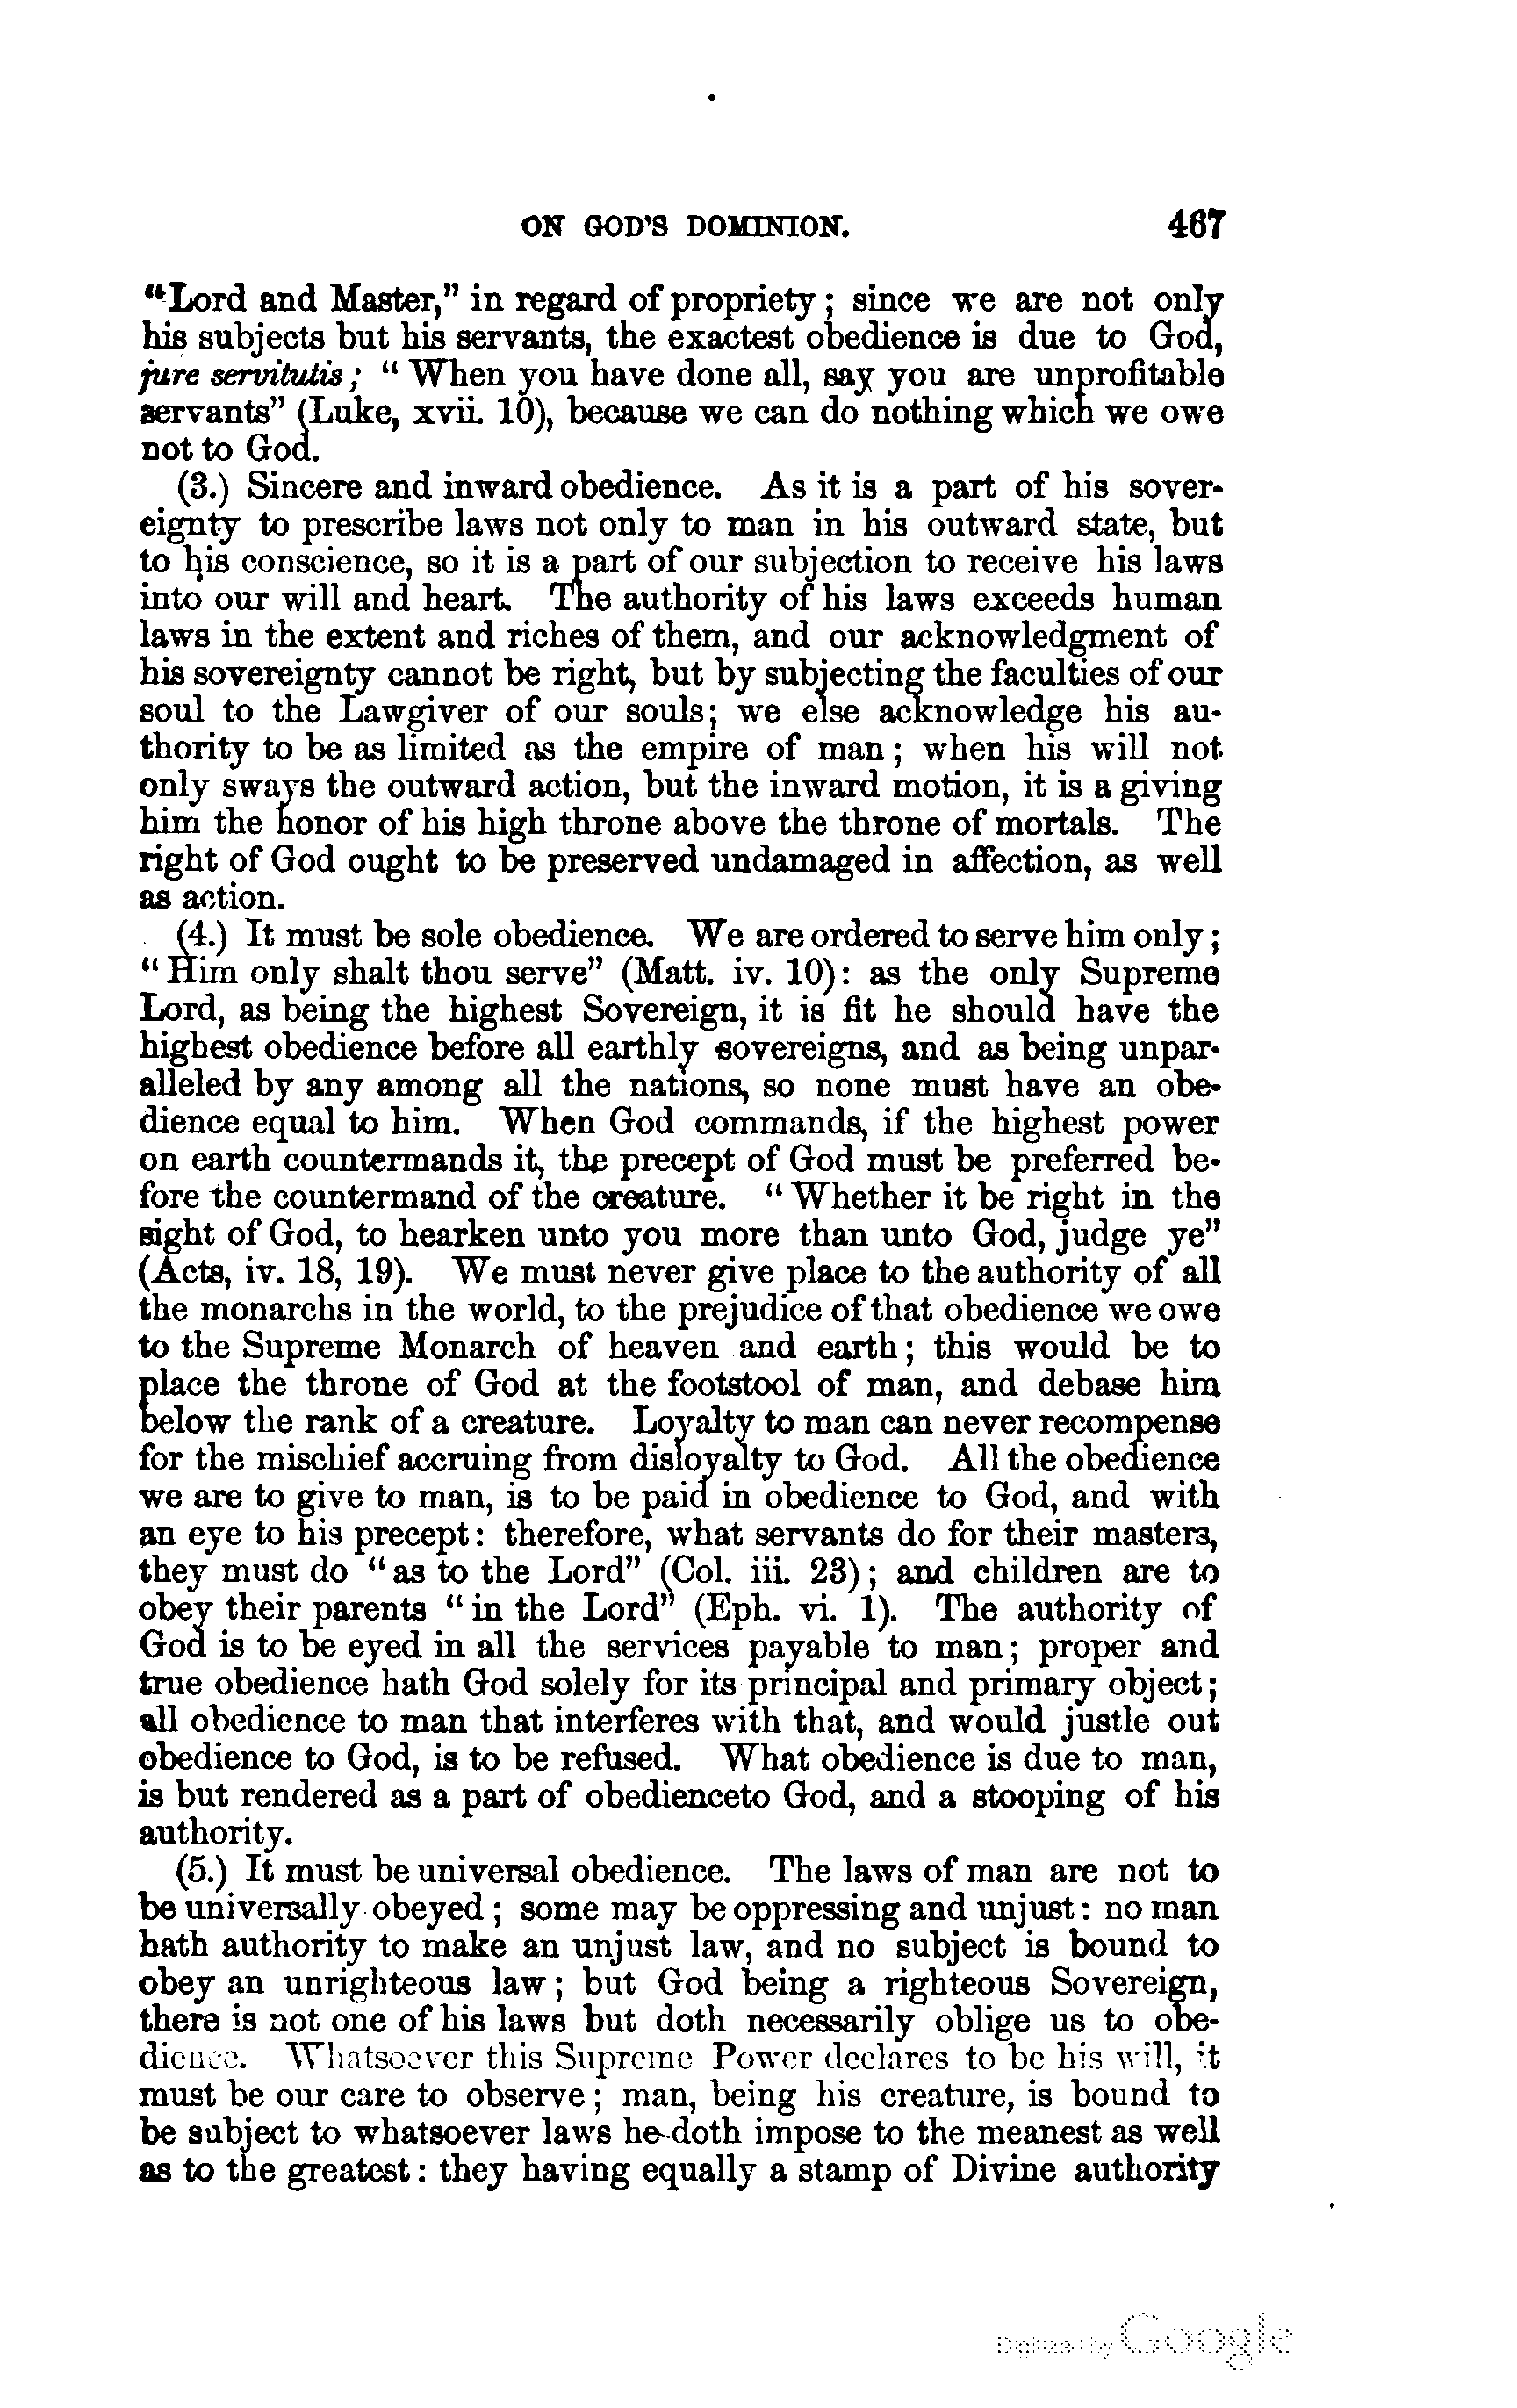 ON GOD'S DOMINION. 467
“Lord and Master,” in regard of propriety; since we are not only
his subjects but his servants, the exactest obedience is due to God,
jure servitutis; “When you have done all, say you are unprofitable
servants” (Luke, xvii. 10), because we can do nothing which we owe
not to God.
(3.) Sincere and inward obedience. As it is a part of his sover-
eignty to prescribe laws not only to man in his outward state, but
to his conscience, so it is a part of our subjection to receive his laws
into our will and heart. The authority of his laws exceeds human
laws in the extent and riches of them, and our acknowledgment of
his sovereignty cannot be right, but by subjecting the faculties of our
soul to the Lawgiver of our souls; we else acknowledge his au-
thority to be as limited as the empire of man; when his will not
only sways the outward action, but the inward motion, it is a giving
him the honor of his high throne above the throne of mortals. The
right of God ought to be preserved undamaged in affection, as well
as action.
(4.) It must be sole obedience. We are ordered to serve him only;
“Him only shalt thou serve” (Matt. iv. 10): as the only Supreme
Lord, as being the highest Sovereign, it is fit he should have the
highest obedience before all earthly sovereigns, and as being unpar-
alleled by any among all the nations, so none must have an obe-
dience equal to him. When God commands, if the highest power
on earth countermands it, the precept of God must be preferred be-
fore the countermand of the creature. “Whether it be right in the
sight of God, to hearken unto you more than unto God, judge ye”
(Acts, iv. 18, 19). We must never give place to the authority of all
the monarchs in the world, to the prejudice of that obedience we owe
to the Supreme Monarch of heaven and earth; this would be to
place the throne of God at the footstool of man, and debase him
below the rank of a creature. Loyalty to man can never recompense
for the mischief accruing from disloyalty to God. All the obedience
we are to give to man, is to be paid in obedience to God, and with
an eye to his precept: therefore, what servants do for their masters,
they must do “as to the Lord” (Col. iii. 23); and children are to
obey their parents “in the Lord” (Eph. vi. 1). The authority of
God is to be eyed in all the services payable to man; proper and
true obedience hath God solely for its principal and primary object;
all obedience to man that interferes with that, and would justle out
obedience to God, is to be refused. What obedience is due to man,
is but rendered as a part of obedienceto God, and a stooping of his
authority.
(5.) It must be universal obedience. The laws of man are not to
be universally obeyed; some may be oppressing and unjust: no man
hath authority to make an unjust law, and no subject is bound to
obey an unrighteous law; but God being a righteous Sovereign,
there is not one of his laws but doth necessarily oblige us to obe-
dience. Whatsoever this Supreme Power declares to be his will, it
must be our care to observe; man, being his creature, is bound to
be subject to whatsoever laws he doth impose to the meanest as well
as to the greatest: they having equally a stamp of Divine authority
Digitized by Google